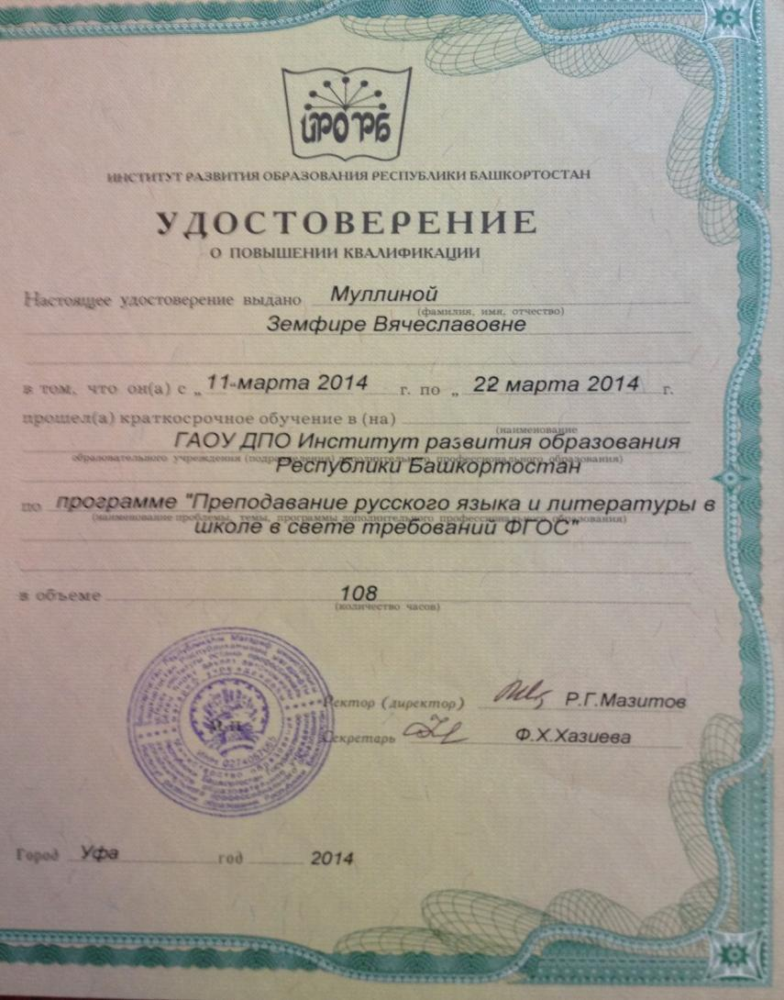 ИРО РБ
ИНСТИТУТ РАЗВИТИЯ ОБРАЗОВАНИЯ РЕСПУБЛИКИ БАШКОРТОСТАН
УДОСТОВЕРЕНИЕ
О ПОВЫШЕНИИ КВАЛИФИКАЦИИ
Настоящее удостоверение выдано Муллиной
(фамилия, имя, отчество)
Земфире Вячеславовне
в том, что он(а) с „ 11 марта 2014 г. по „ 22 марта 2014 г.
прошел(а) краткосрочное обучение в (на)
(наименование
ГАОУ ДПО Институт развития образования
образовательного учреждения (подразделения) дополнительного профессионального образования)
Республики Башкортостан
по программе "Преподавание русского языка и литературы в
(наименование проблемы, темы, программы дополнительного профессионального образования)
школе в свете требований ФГОС"
в объеме 108
(количество часов)
Ректор (директор) Р.Г.Мазитов
Секретарь Ф.Х.Хазиева
Город Уфа год 2014